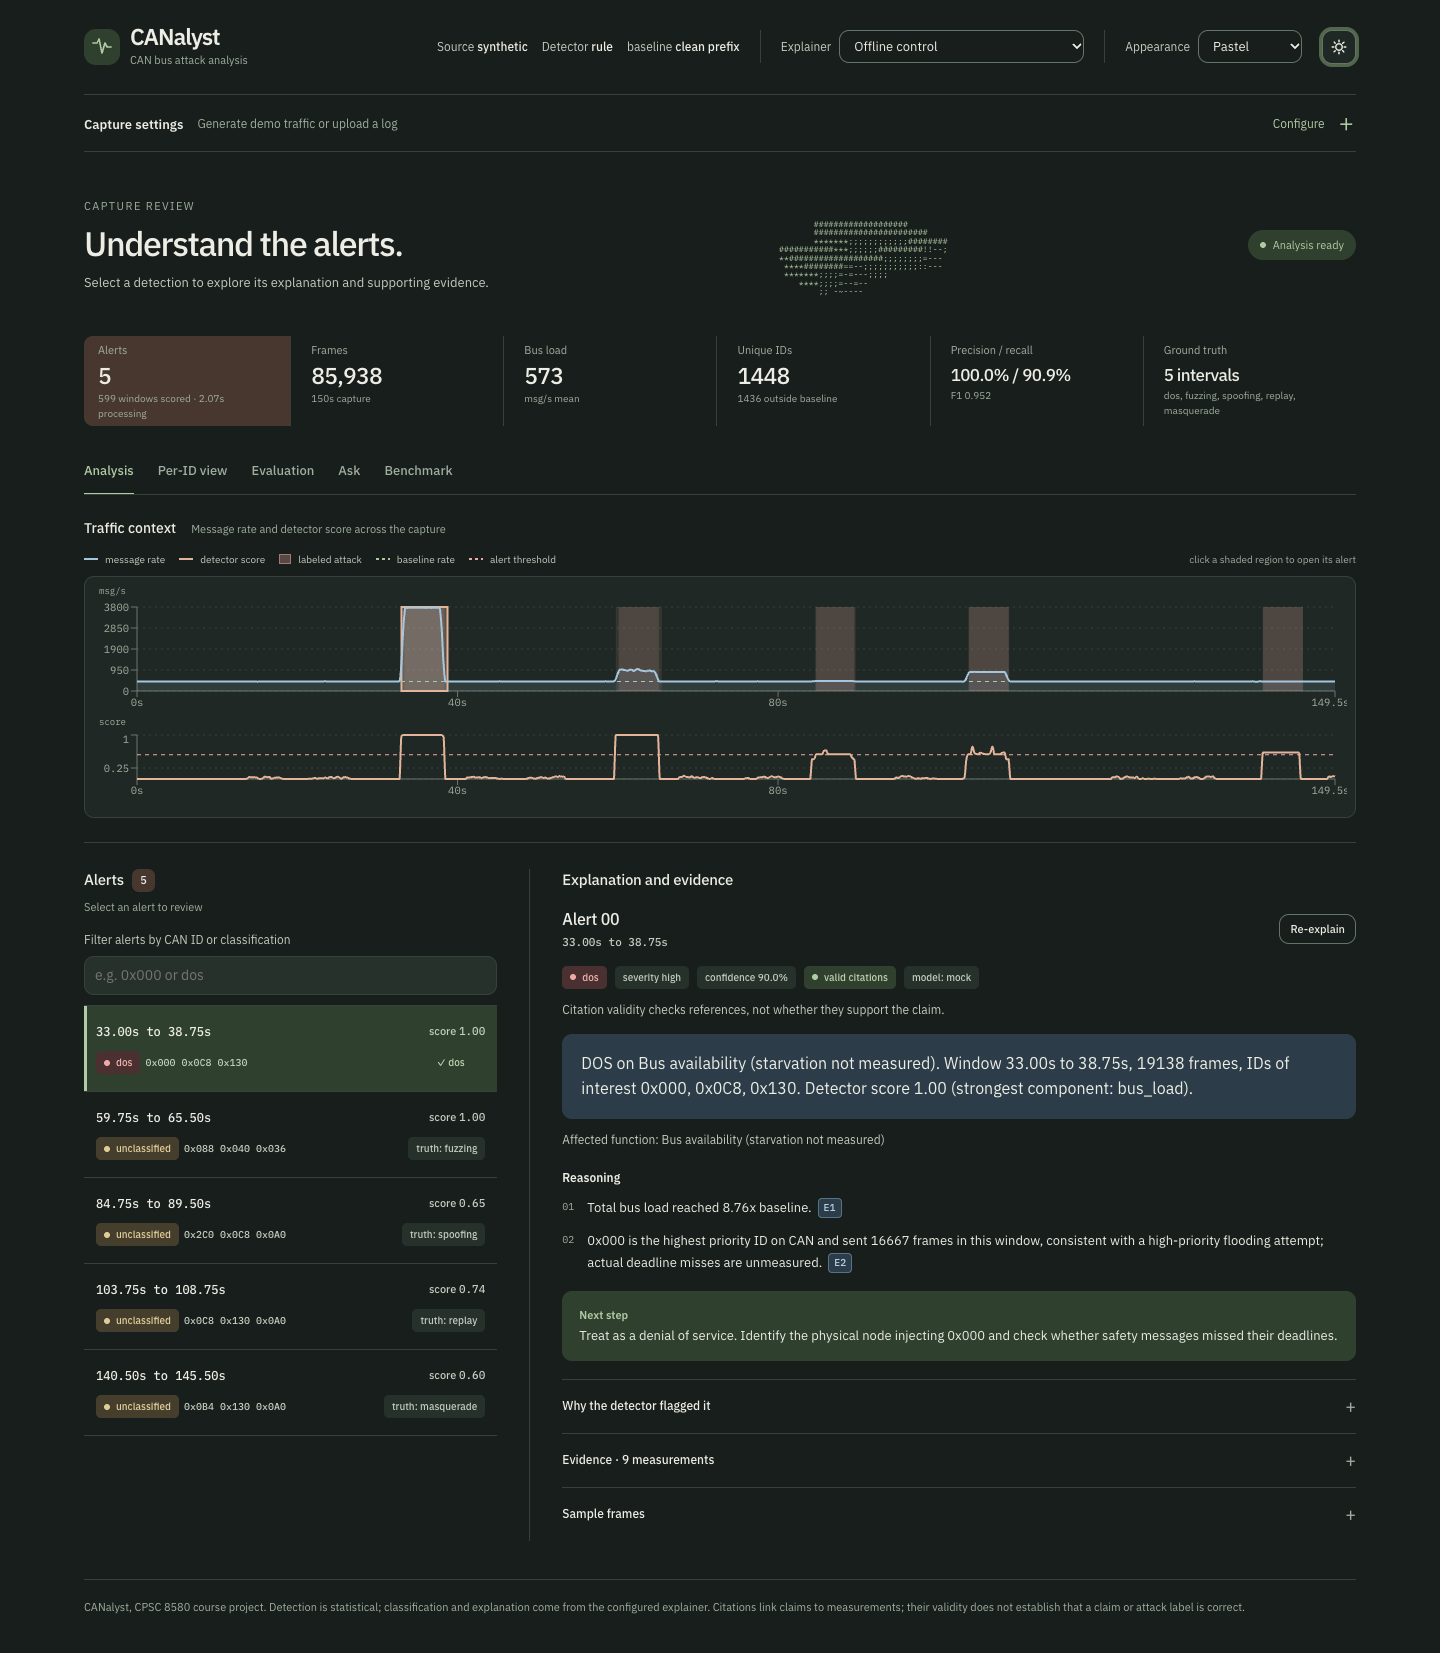 CANalyst
CAN bus attack analysis
Source synthetic Detector rule baseline clean prefix
Explainer Offline control
Appearance Pastel
Capture settings Generate demo traffic or upload a log
Configure +
CAPTURE REVIEW
Understand the alerts.
Select a detection to explore its explanation and supporting evidence.
Analysis ready
Alerts
5
599 windows scored · 2.07s
processing
Frames
85,938
150s capture
Bus load
573
msg/s mean
Unique IDs
1448
1436 outside baseline
Precision / recall
100.0% / 90.9%
F1 0.952
Ground truth
5 intervals
dos, fuzzing, spoofing, replay,
masquerade
Analysis Per-ID view Evaluation Ask Benchmark
Traffic context Message rate and detector score across the capture
message rate detector score labeled attack baseline rate alert threshold
click a shaded region to open its alert
msg/s
3800
2850
1900
950
0
0s 40s 80s 149.5s
score
1
0.25
0s 40s 80s 149.5s
Alerts 5
Select an alert to review
Filter alerts by CAN ID or classification
e.g. 0x000 or dos
33.00s to 38.75s score 1.00
dos 0x000 0x0C8 0x130 ✓ dos
59.75s to 65.50s score 1.00
unclassified 0x088 0x040 0x036 truth: fuzzing
84.75s to 89.50s score 0.65
unclassified 0x2C0 0x0C8 0x0A0 truth: spoofing
103.75s to 108.75s score 0.74
unclassified 0x0C8 0x130 0x0A0 truth: replay
140.50s to 145.50s score 0.60
unclassified 0x0B4 0x130 0x0A0 truth: masquerade
Explanation and evidence
Alert 00
33.00s to 38.75s
Re-explain
dos severity high confidence 90.0% valid citations model: mock
Citation validity checks references, not whether they support the claim.
DOS on Bus availability (starvation not measured). Window 33.00s to 38.75s, 19138 frames, IDs of
interest 0x000, 0x0C8, 0x130. Detector score 1.00 (strongest component: bus_load).
Affected function: Bus availability (starvation not measured)
Reasoning
01 Total bus load reached 8.76x baseline. E1
02 0x000 is the highest priority ID on CAN and sent 16667 frames in this window, consistent with a high-priority flooding attempt;
actual deadline misses are unmeasured. E2
Next step
Treat as a denial of service. Identify the physical node injecting 0x000 and check whether safety messages missed their deadlines.
Why the detector flagged it +
Evidence · 9 measurements +
Sample frames +
CANalyst, CPSC 8580 course project. Detection is statistical; classification and explanation come from the configured explainer. Citations link claims to measurements; their validity does not establish that a claim or attack label is correct.